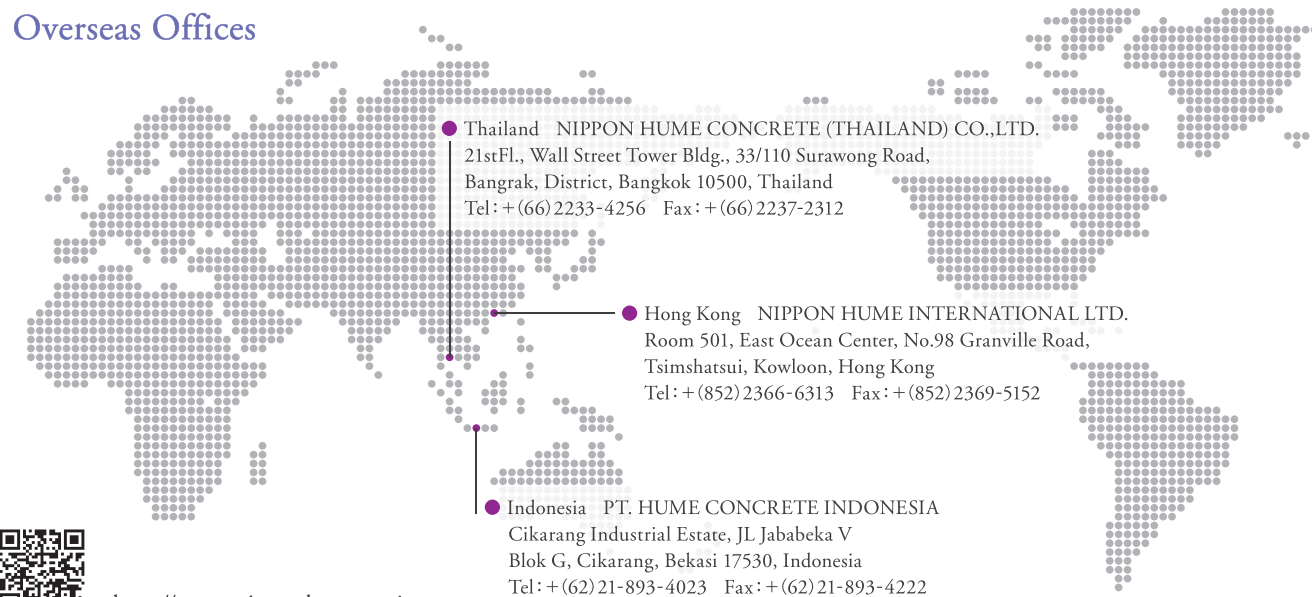 Overseas Offices
Thailand NIPPON HUME CONCRETE (THAILAND) CO.,LTD.
21stFl., Wall Street Tower Bldg., 33/110 Surawong Road,
Bangrak, District, Bangkok 10500, Thailand
Tel:+(66)2233-4256 Fax:+(66)2237-2312
Hong Kong NIPPON HUME INTERNATIONAL LTD.
Room 501, East Ocean Center, No.98 Granville Road,
Tsimshatsui, Kowloon, Hong Kong
Tel:+(852)2366-6313 Fax:+(852)2369-5152
Indonesia PT. HUME CONCRETE INDONESIA
Cikarang Industrial Estate, JL Jababeka V
Blok G, Cikarang, Bekasi 17530, Indonesia
Tel:+(62)21-893-4023 Fax:+(62)21-893-4222